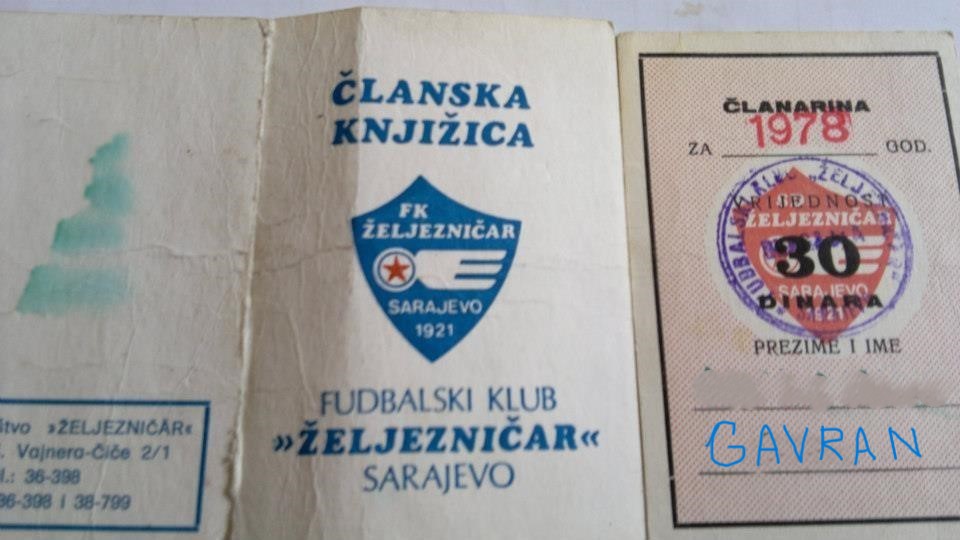 štvo »ŽELJEZNIČAR«
Vajnera-Čiče 2/1
36-398
36-398 i 38-799
ČLANSKA
KNJIŽICA
FK
ŽELJEZNIČAR
SARAJEVO
1921
FUDBALSKI KLUB
»ŽELJEZNIČAR«
SARAJEVO
ČLANARINA
ZA 1978 GOD.
VRIJEDNOST
ŽELJEZNIČAR
30
SARAJEVO
DINARA
1921
PREZIME I IME
GAVRAN